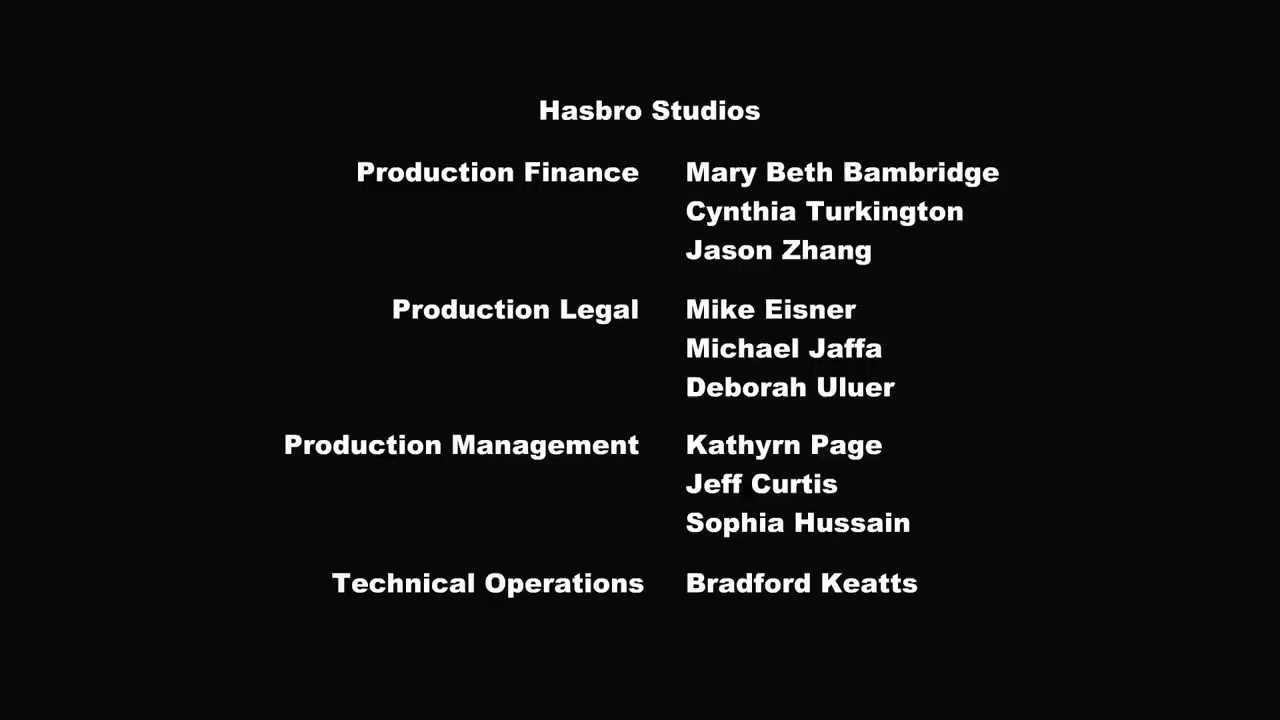 Hasbro Studios
Production Finance Mary Beth Bambridge
Cynthia Turkington
Jason Zhang
Production Legal Mike Eisner
Michael Jaffa
Deborah Uluer
Production Management Kathyrn Page
Jeff Curtis
Sophia Hussain
Technical Operations Bradford Keatts